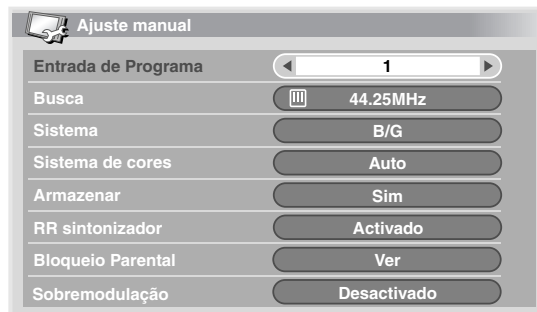 Ajuste manual
Entrada de Programa 1
Busca 44.25MHz
Sistema B/G
Sistema de cores Auto
Armazenar Sim
RR sintonizador Activado
Bloqueio Parental Ver
Sobremodulação Desactivado